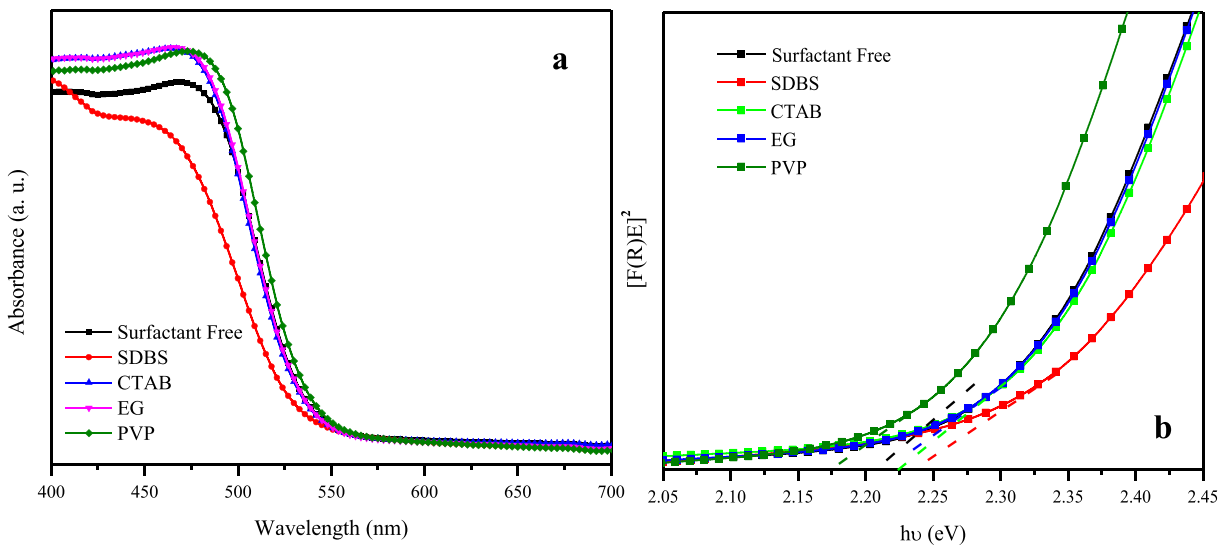 a
Absorbance (a. u.)
Surfactant Free
SDBS
CTAB
EG
PVP
400 450 500 550 600 650 700
Wavelength (nm)
Surfactant Free
SDBS
CTAB
EG
PVP
[F(R)E]²
b
2.05 2.10 2.15 2.20 2.25 2.30 2.35 2.40 2.45
hυ (eV)